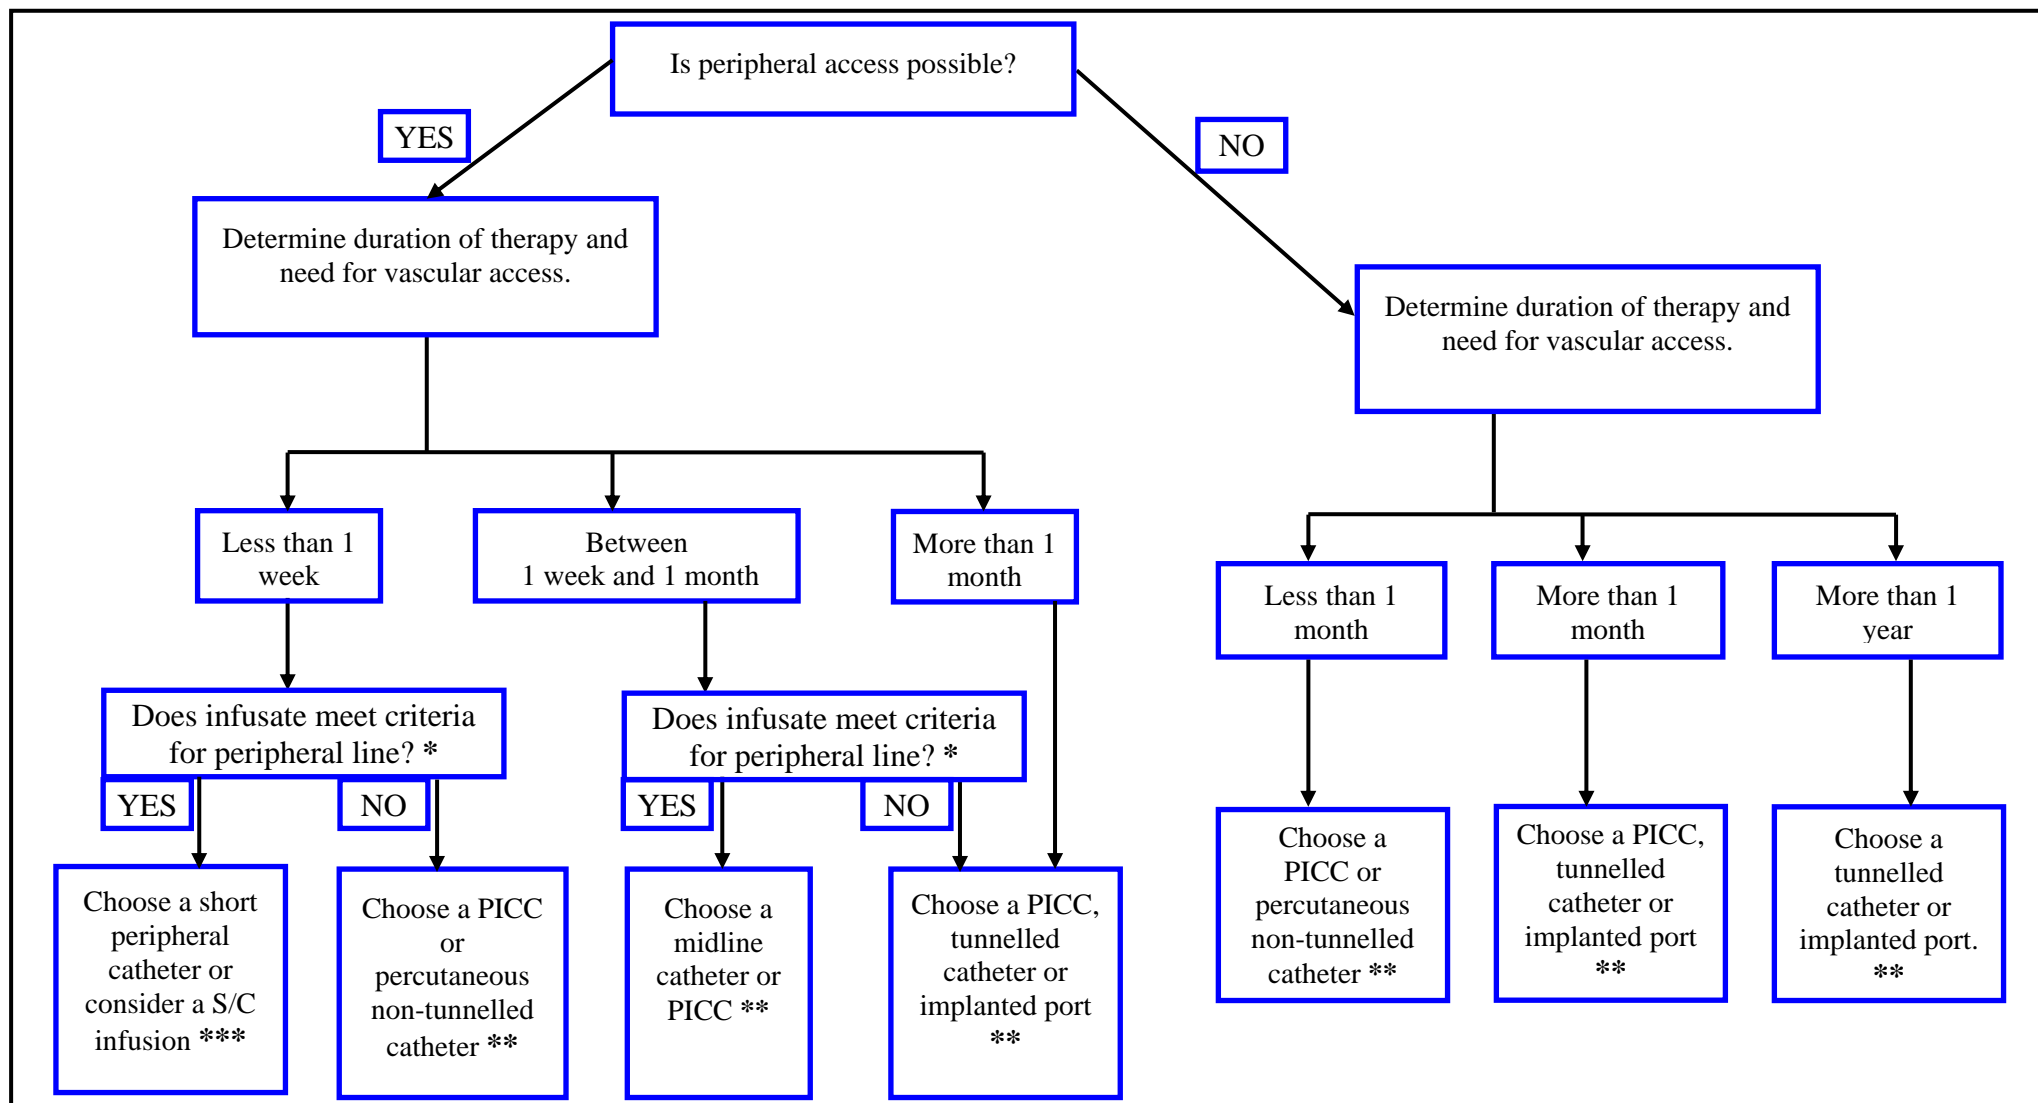 Is peripheral access possible?
YES
NO
Determine duration of therapy and
need for vascular access.
Determine duration of therapy and
need for vascular access.
Less than 1
week
Between
1 week and 1 month
More than 1
month
Less than 1
month
More than 1
month
More than 1
year
Does infusate meet criteria
for peripheral line? *
Does infusate meet criteria
for peripheral line? *
YES
NO
YES
NO
Choose a short
peripheral
catheter or
consider a S/C
infusion ***
Choose a PICC
or
percutaneous
non-tunnelled
catheter **
Choose a
midline
catheter or
PICC **
Choose a PICC,
tunnelled
catheter or
implanted port
**
Choose a
PICC or
percutaneous
non-tunnelled
catheter **
Choose a PICC,
tunnelled
catheter or
implanted port
**
Choose a
tunnelled
catheter or
implanted port.
**